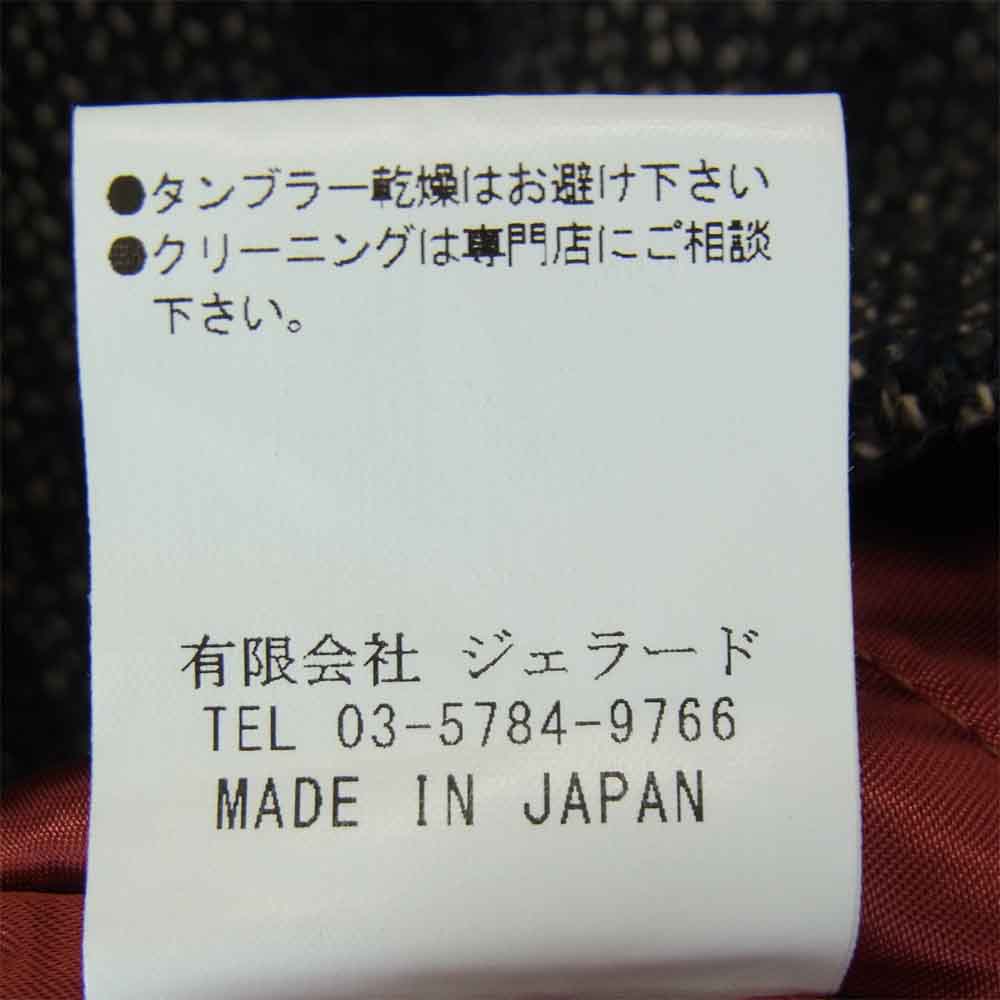 ●タンブラー乾燥はお避け下さい
●クリーニングは専門店にご相談
下さい。
有限会社 ジェラード
TEL 03-5784-9766
MADE IN JAPAN